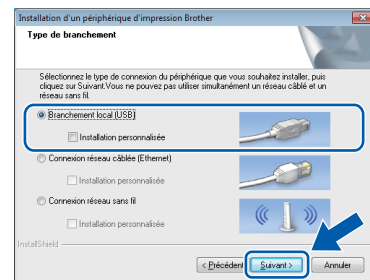 Installation d'un périphérique d'impression Brother
Type de branchement
Sélectionnez le type de connexion du périphérique que vous souhaitez installer, puis
cliquez sur Suivant.Vous ne pouvez pas utiliser simultanément un réseau câblé et un
réseau sans fil.
Branchement local (USB)
Installation personnalisée
Connexion réseau câblée (Ethernet)
Installation personnalisée
Connexion réseau sans fil
Installation personnalisée
InstallShield
< Précédent
Suivant >
Annuler